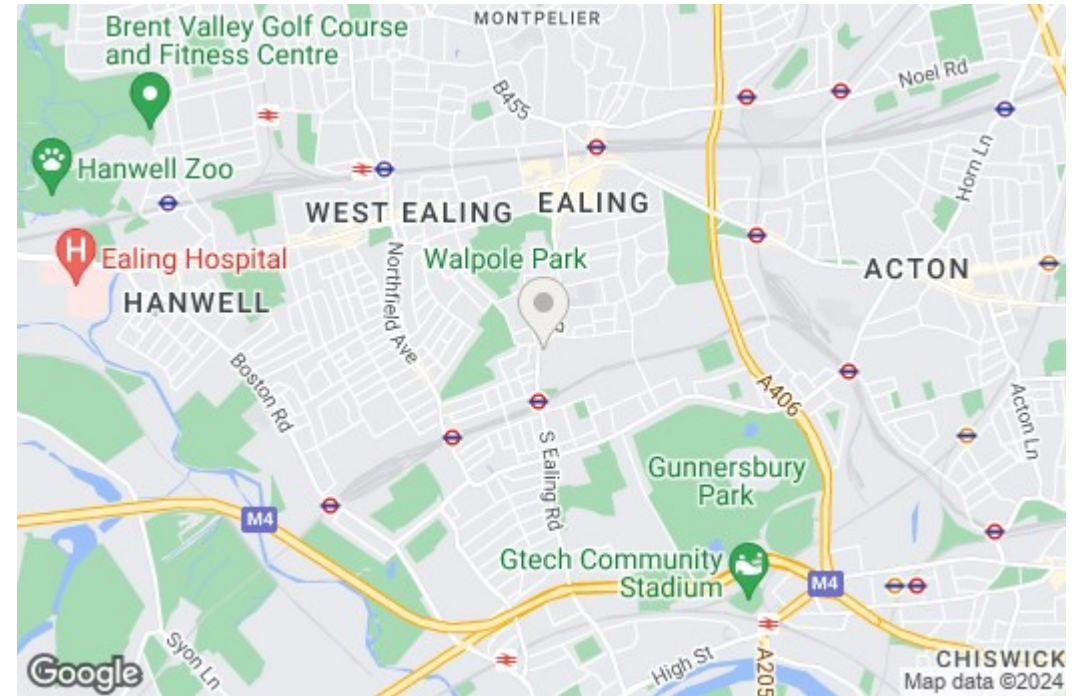 MONTPELIER
Brent Valley Golf Course
and Fitness Centre
Noel Rd
B455
Horn Ln
Hanwell Zoo
WEST EALING
EALING
Walpole Park
Ealing Hospital
H
ACTON
HANWELL
Northfield Ave
Boston Rd
A406
Acton Ln
S Ealing Rd
Gunnersbury
Park
M4
Gtech Community
Stadium
M4
Syon Ln
High St
A205
CHISWICK
Google
Map data ©2024